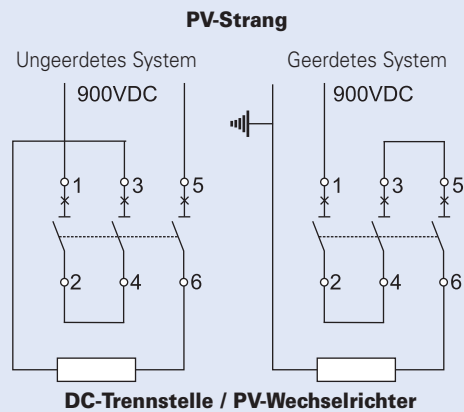 PV-Strang
Ungeerdetes System
Geerdetes System
900VDC
900VDC
1 3 5
1 3 5
2 4 6
2 4 6
DC-Trennstelle / PV-Wechselrichter